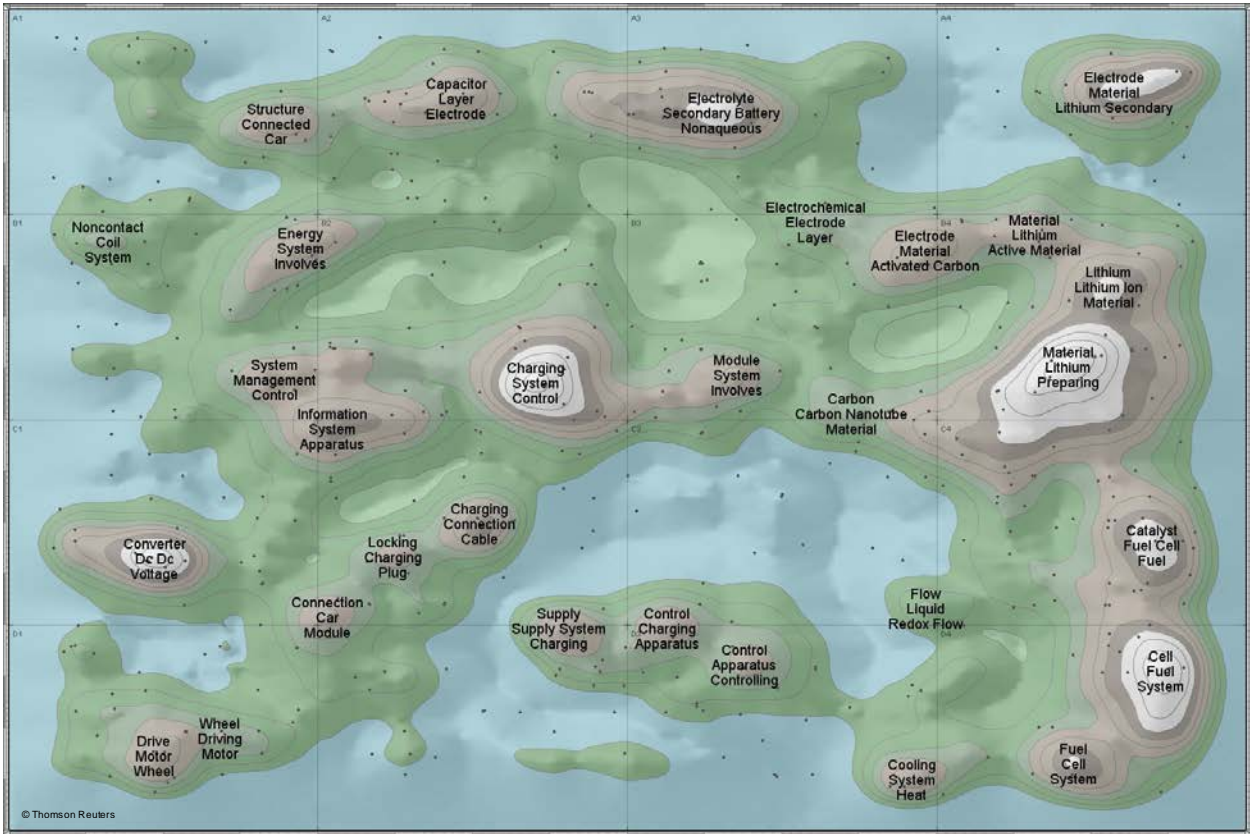 A1
A2
A3
A4
Electrode
Material
Lithium Secondary
Capacitor
Layer
Electrode
Electrolyte
Secondary Battery
Nonaqueous
Structure
Connected
Car
B1
B2
B3
B4
Electrochemical
Electrode
Layer
Material
Lithium
Active Material
Noncontact
Coil
System
Energy
System
Involves
Electrode
Material
Activated Carbon
Lithium
Lithium Ion
Material
Material
Lithium
Preparing
Module
System
Involves
System
Management
Control
Charging
System
Control
Carbon
Carbon Nanotube
Material
Information
System
Apparatus
C1
C3
C4
Charging
Connection
Cable
Catalyst
Fuel Cell
Fuel
Locking
Charging
Plug
Converter
Dc Dc
Voltage
Flow
Liquid
Redox Flow
Connection
Car
Module
Supply
Supply System
Charging
Control
Charging
Apparatus
D1
D3
D4
Control
Apparatus
Controlling
Cell
Fuel
System
Wheel
Driving
Motor
Drive
Motor
Wheel
Fuel
Cell
System
Cooling
System
Heat
© Thomson Reuters